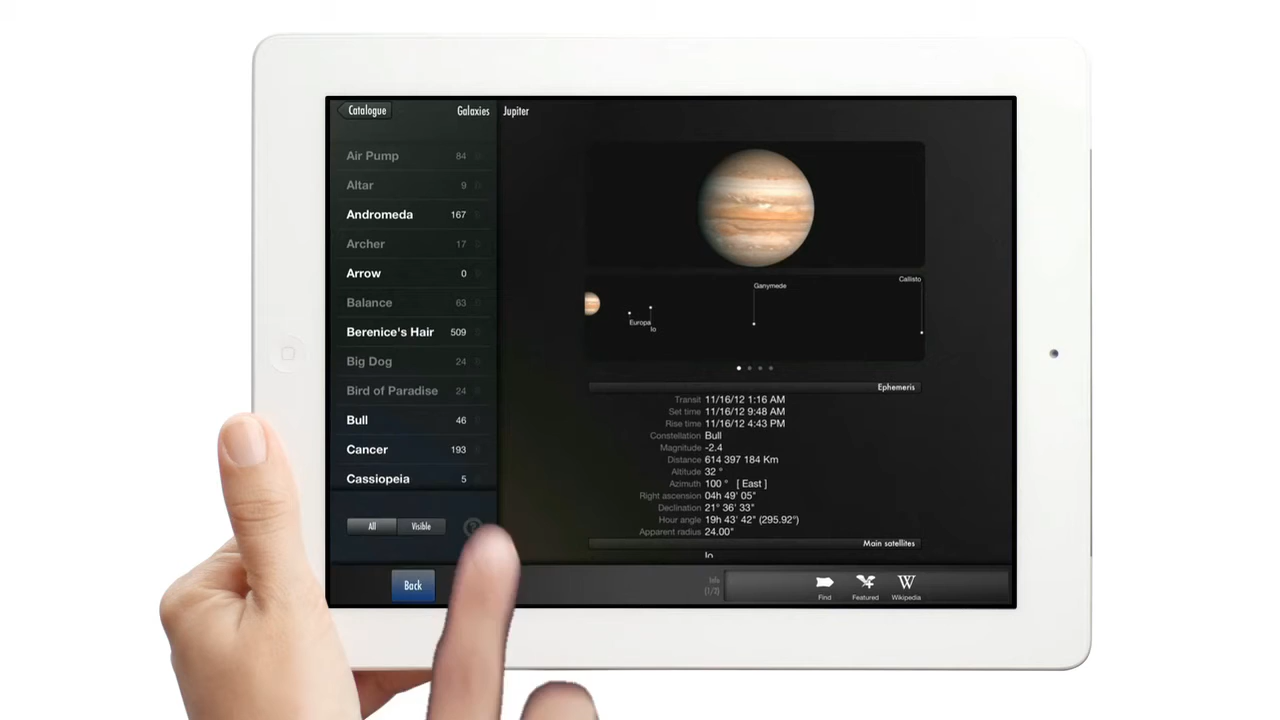 Catalogue
Galaxies
Jupiter
Air Pump 84
Altar 9
Andromeda 167
Archer 17
Arrow 0
Balance 63
Berenice's Hair 509
Big Dog 24
Bird of Paradise 24
Bull 46
Cancer 193
Cassiopeia 5
All
Visible
?
Back
Callisto
Ganymede
Europa
Io
Ephemeris
Transit 11/16/12 1:16 AM
Set time 11/16/12 9:48 AM
Rise time 11/16/12 4:43 PM
Constellation Bull
Magnitude -2.4
Distance 614 397 184 Km
Altitude 32 °
Azimuth 100 ° [ East ]
Right ascension 04h 49' 05"
Declination 21° 36' 33"
Hour angle 19h 43' 42" (295.92°)
Apparent radius 24.00"
Main satellites
Io
Info
(1/3)
Find
Featured
W
Wikipedia